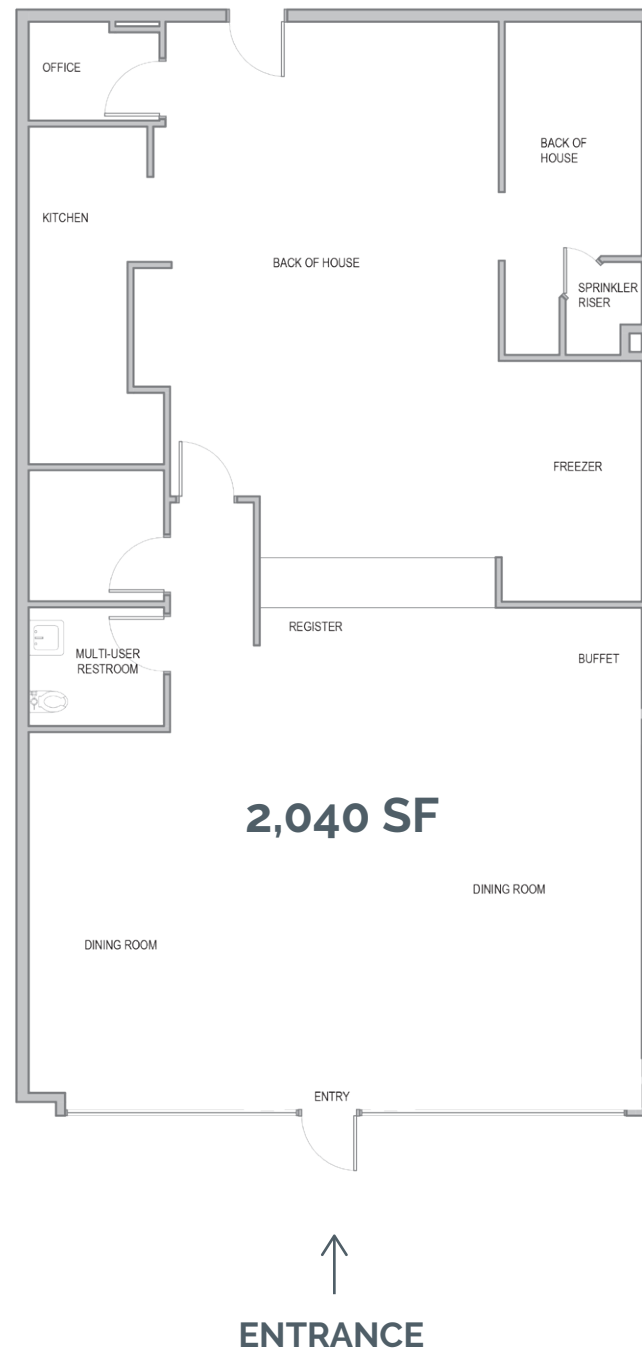 OFFICE
BACK OF
HOUSE
KITCHEN
BACK OF HOUSE
SPRINKLER
RISER
FREEZER
REGISTER
MULTI-USER
RESTROOM
BUFFET
2,040 SF
DINING ROOM
DINING ROOM
ENTRY
ENTRANCE